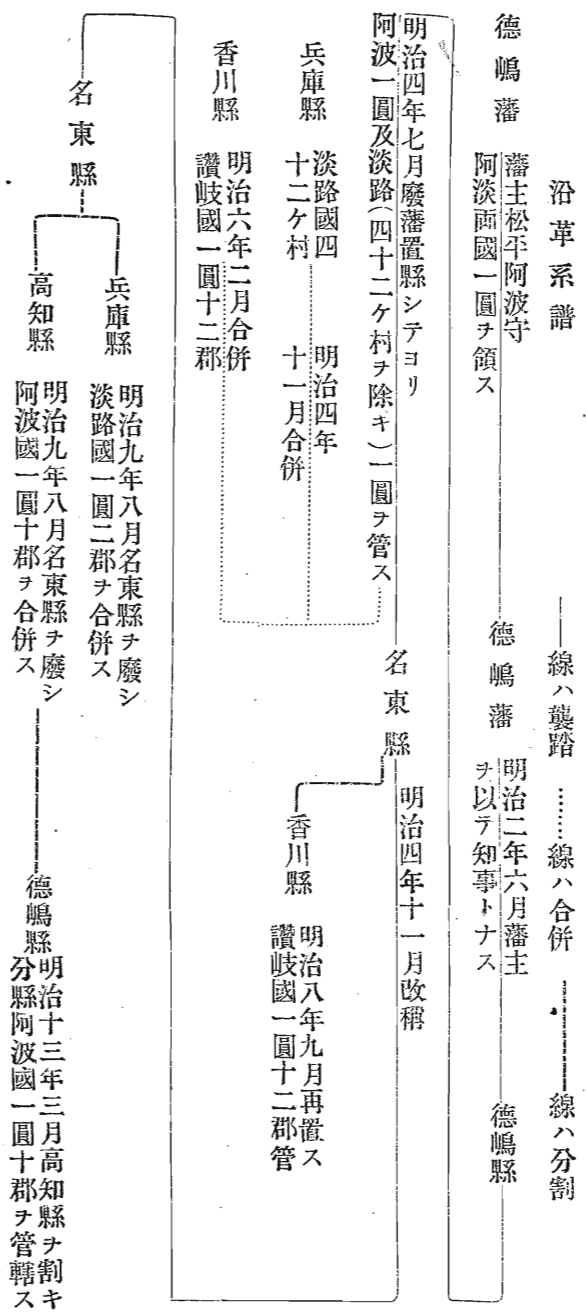 沿革系譜
――線ハ襲踏 ……線ハ合併 ――線ハ分割
德嶋藩
藩主松平阿波守
阿淡兩國一圓ヲ領ス
德嶋藩
明治二年六月藩主
ヲ以テ知事トナス
德嶋縣
明治四年七月廢藩置縣シテヨリ
阿波一圓及淡路(四十二ケ村ヲ除キ)一圓ヲ管ス
兵庫縣
淡路國四
十二ケ村
明治四年
十一月合併
香川縣
明治六年二月合併
讚岐國一圓十二郡
名東縣
明治四年十一月改稱
香川縣
明治八年九月再置ス
讚岐國一圓十二郡管
名東縣
兵庫縣
明治九年八月名東縣ヲ廢シ
淡路國一圓二郡ヲ合併ス
高知縣
明治九年八月名東縣ヲ廢シ
阿波國一圓十郡ヲ合併ス
德嶋縣
明治十三年三月高知縣ヲ割キ
分縣阿波國一圓十郡ヲ管轄ス